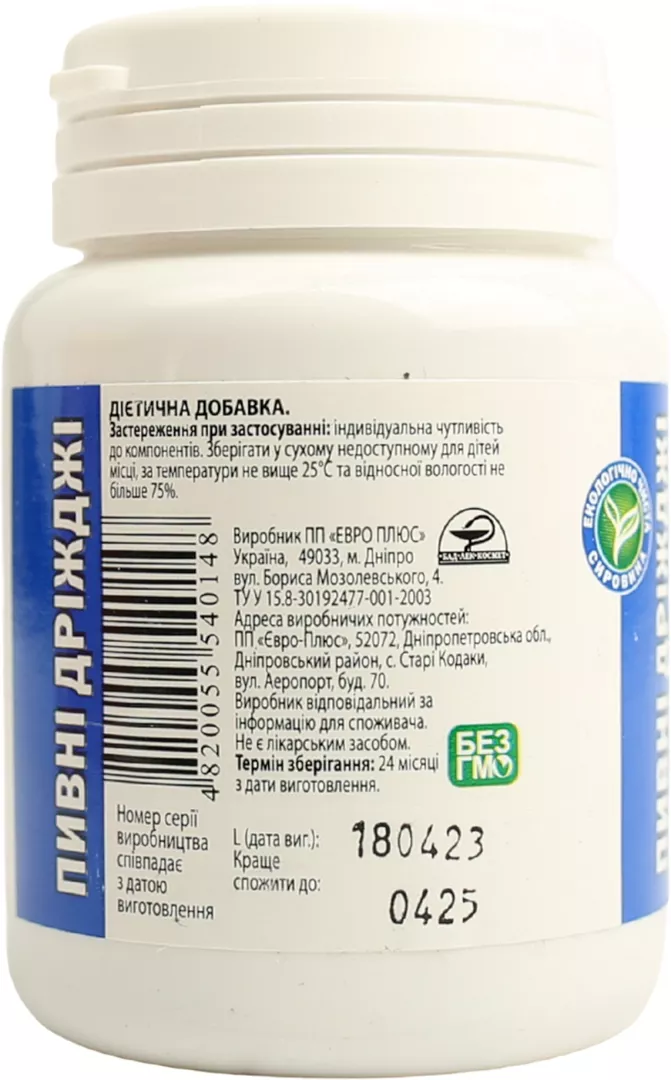 ПИВНІ ДРІЖДЖІ
ДІЄТИЧНА ДОБАВКА.
Застереження при застосуванні: індивідуальна чутливість
до компонентів. Зберігати у сухому недоступному для дітей
місці, за температури не вище 25°С та відносної вологості не
більше 75%.
4820055540148
Виробник ПП «ЕВРО ПЛЮС»
Україна, 49033, м. Дніпро
вул. Бориса Мозолевського, 4.
ТУ У 15.8-30192477-001-2003
Адреса виробничих потужностей:
ПП «Євро-Плюс», 52072, Дніпропетровська обл.,
Дніпровський район, с. Старі Кодаки,
вул. Аеропорт, буд. 70.
Виробник відповідальний за
інформацію для споживача.
Не є лікарським засобом.
Термін зберігання: 24 місяці
з дати виготовлення.
БАД-ЛЕК-КОСМЕТ
БЕЗ
ГМО
Номер серії
виробництва
співпадає
з датою
виготовлення
L (дата виг.): 180423
Краще
спожити до: 0425
ЕКОЛОГІЧНО ЧИСТА
СИРОВИНА